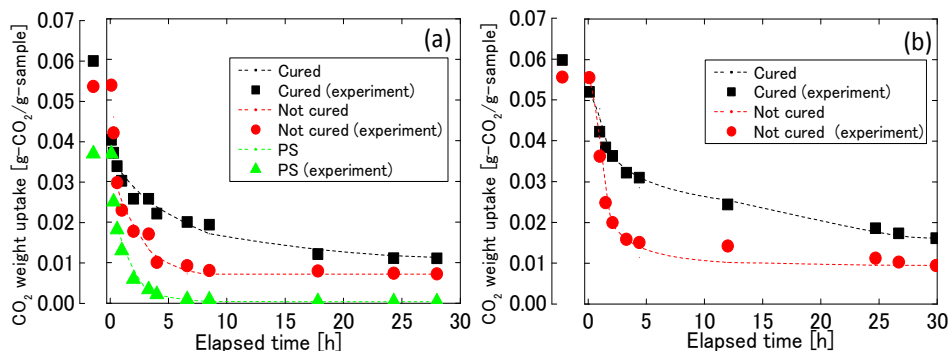 (a)
CO2 weight uptake [g-CO2/g-sample]
0.07
0.06
0.05
0.04
0.03
0.02
0.01
0.00
Cured
Cured (experiment)
Not cured
Not cured (experiment)
PS
PS (experiment)
0 5 10 15 20 25 30
Elapsed time [h]
(b)
CO2 weight uptake [g-CO2/g-sample]
0.07
0.06
0.05
0.04
0.03
0.02
0.01
0.00
Cured
Cured (experiment)
Not cured
Not cured (experiment)
0 5 10 15 20 25 30
Elapsed time [h]